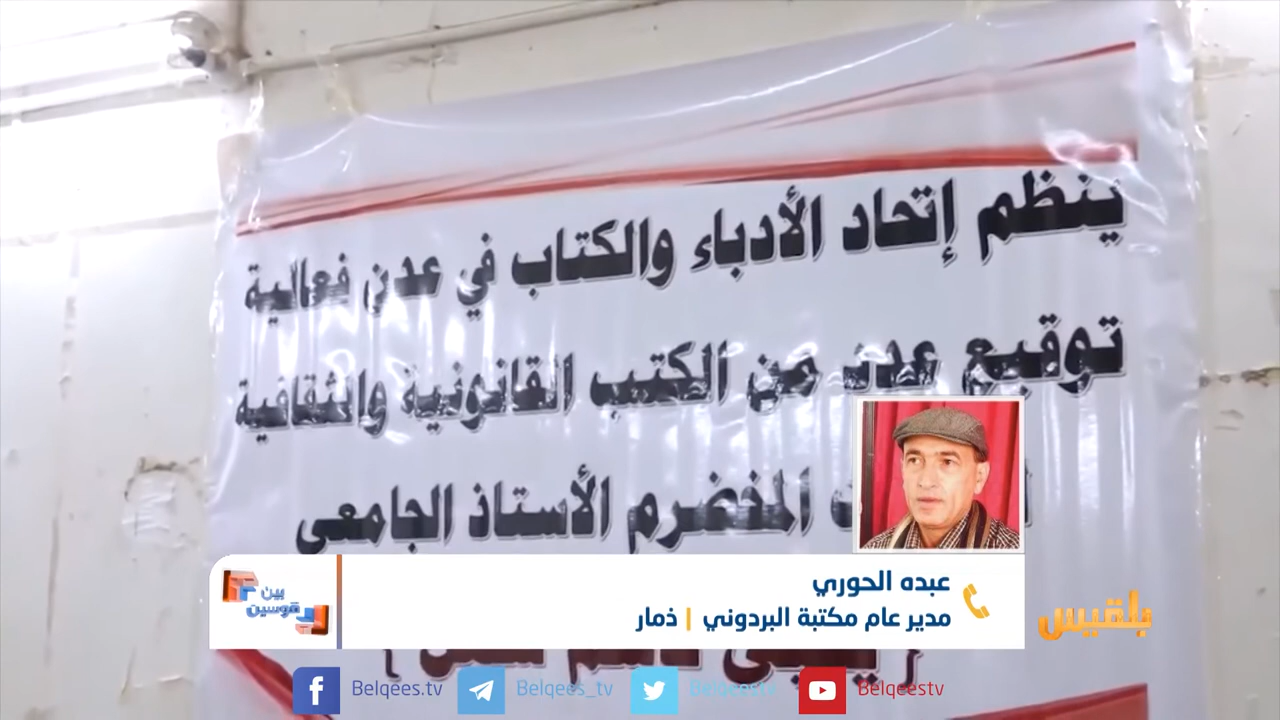 ينظم إتحاد الأدباء والكتاب في عدن فعالية
توقيع عدد من الكتب القانونية والثقافية
المخضرم الأستاذ الجامعي
عبده الحوري
مدير عام مكتبة البردوني | ذمار
بين
قوسين
بلقيس
Belqees.tv
Belqees_tv
Belqeestv
Belqeestv